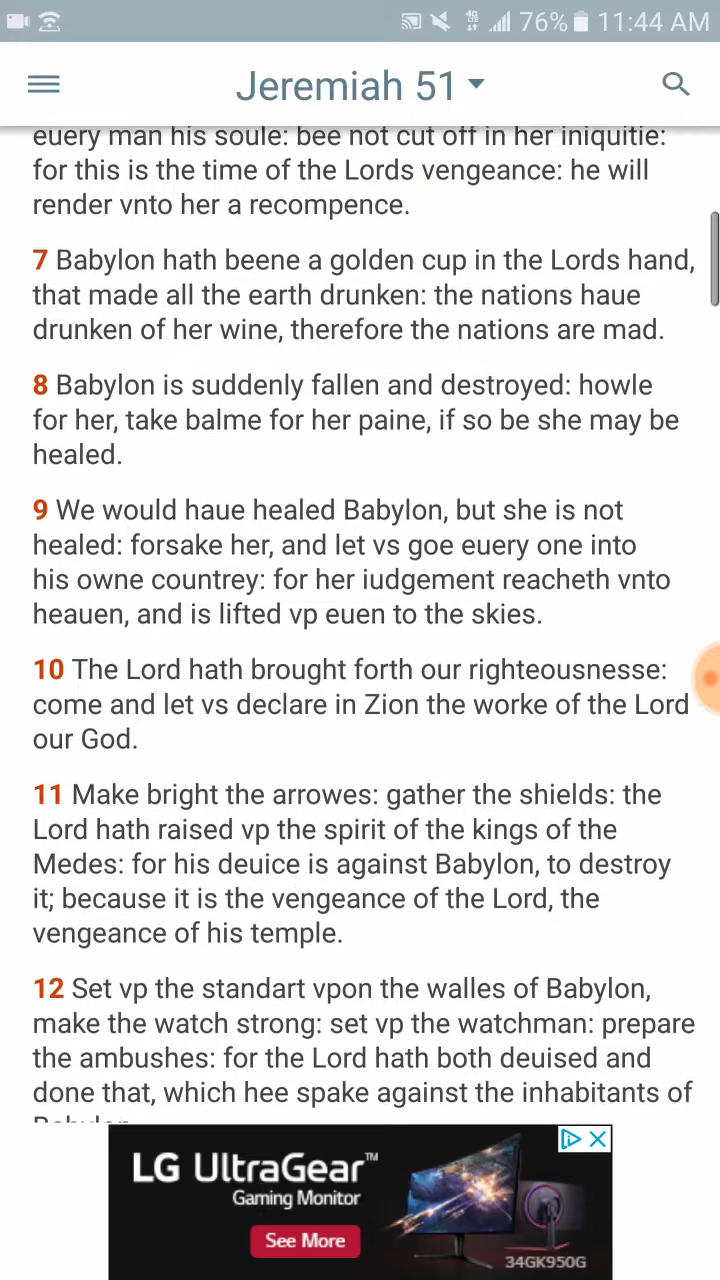 4G
LTE
76%
11:44 AM
Jeremiah 51
euery man his soule: bee not cut off in her iniquitie:
for this is the time of the Lords vengeance: he will
render vnto her a recompence.
7 Babylon hath beene a golden cup in the Lords hand,
that made all the earth drunken: the nations haue
drunken of her wine, therefore the nations are mad.
8 Babylon is suddenly fallen and destroyed: howle
for her, take balme for her paine, if so be she may be
healed.
9 We would haue healed Babylon, but she is not
healed: forsake her, and let vs goe euery one into
his owne countrey: for her iudgement reacheth vnto
heauen, and is lifted vp euen to the skies.
10 The Lord hath brought forth our righteousnesse:
come and let vs declare in Zion the worke of the Lord
our God.
11 Make bright the arrowes: gather the shields: the
Lord hath raised vp the spirit of the kings of the
Medes: for his deuice is against Babylon, to destroy
it; because it is the vengeance of the Lord, the
vengeance of his temple.
12 Set vp the standart vpon the walles of Babylon,
make the watch strong: set vp the watchman: prepare
the ambushes: for the Lord hath both deuised and
done that, which hee spake against the inhabitants of
LG UltraGear™
Gaming Monitor
See More
34GK950G